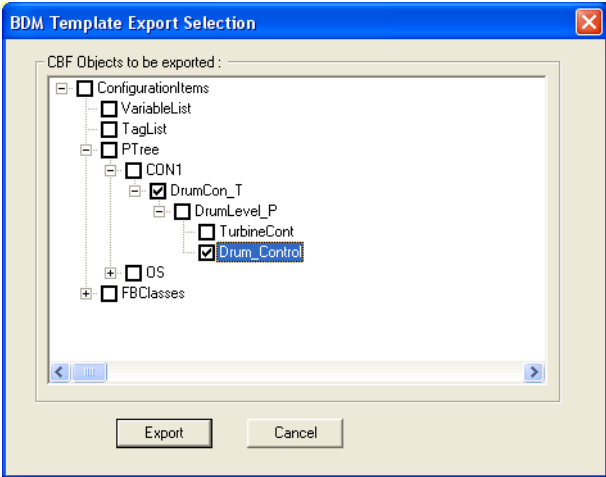 BDM Template Export Selection
CBF Objects to be exported :
ConfigurationItems
VariableList
TagList
PTree
CON1
DrumCon_T
DrumLevel_P
TurbineCont
Drum_Control
OS
FBClasses
Export Cancel